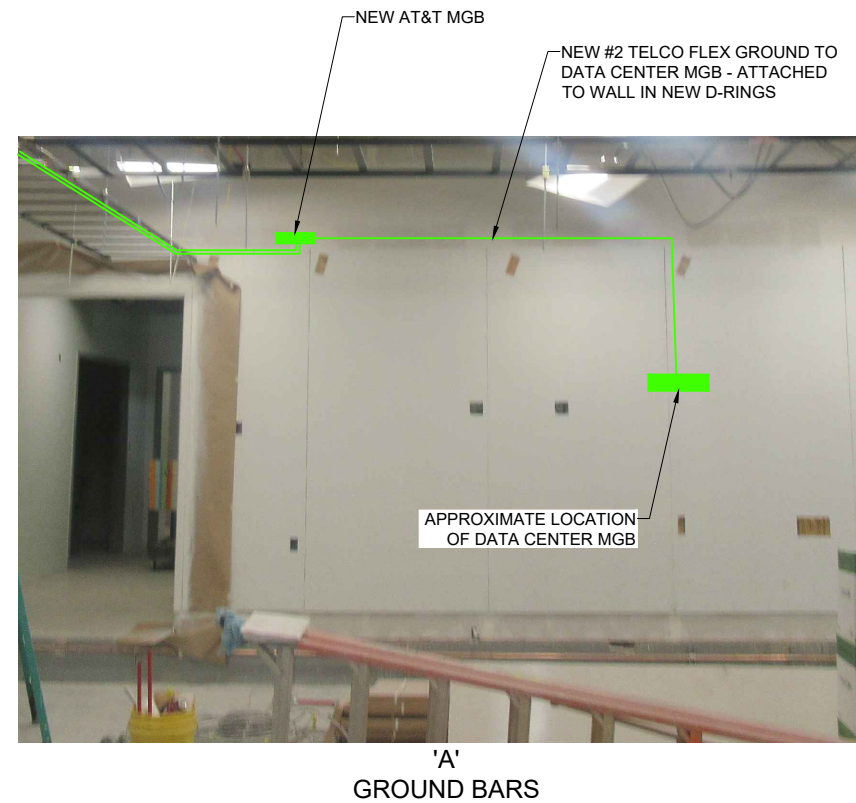 NEW AT&T MGB
NEW #2 TELCO FLEX GROUND TO
DATA CENTER MGB - ATTACHED
TO WALL IN NEW D-RINGS
APPROXIMATE LOCATION
OF DATA CENTER MGB
'A'
GROUND BARS